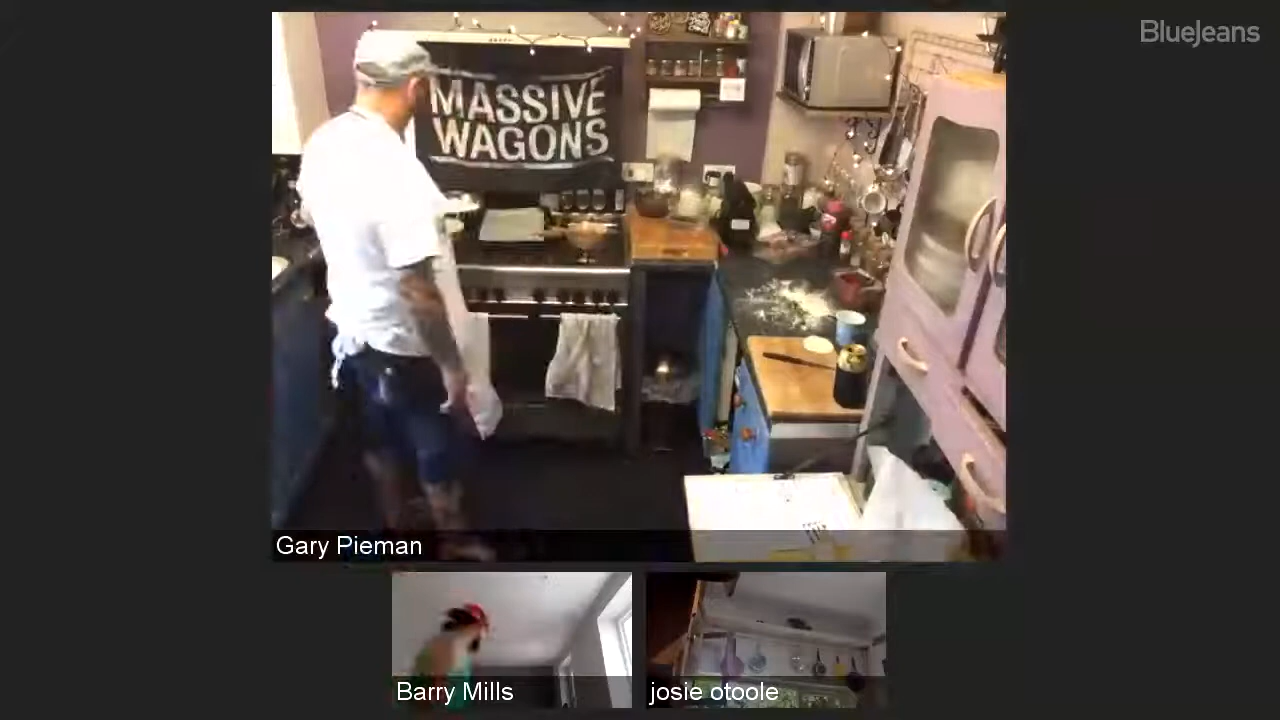 BlueJeans
MASSIVE
WAGONS
Gary Pieman
Barry Mills
josie otoole